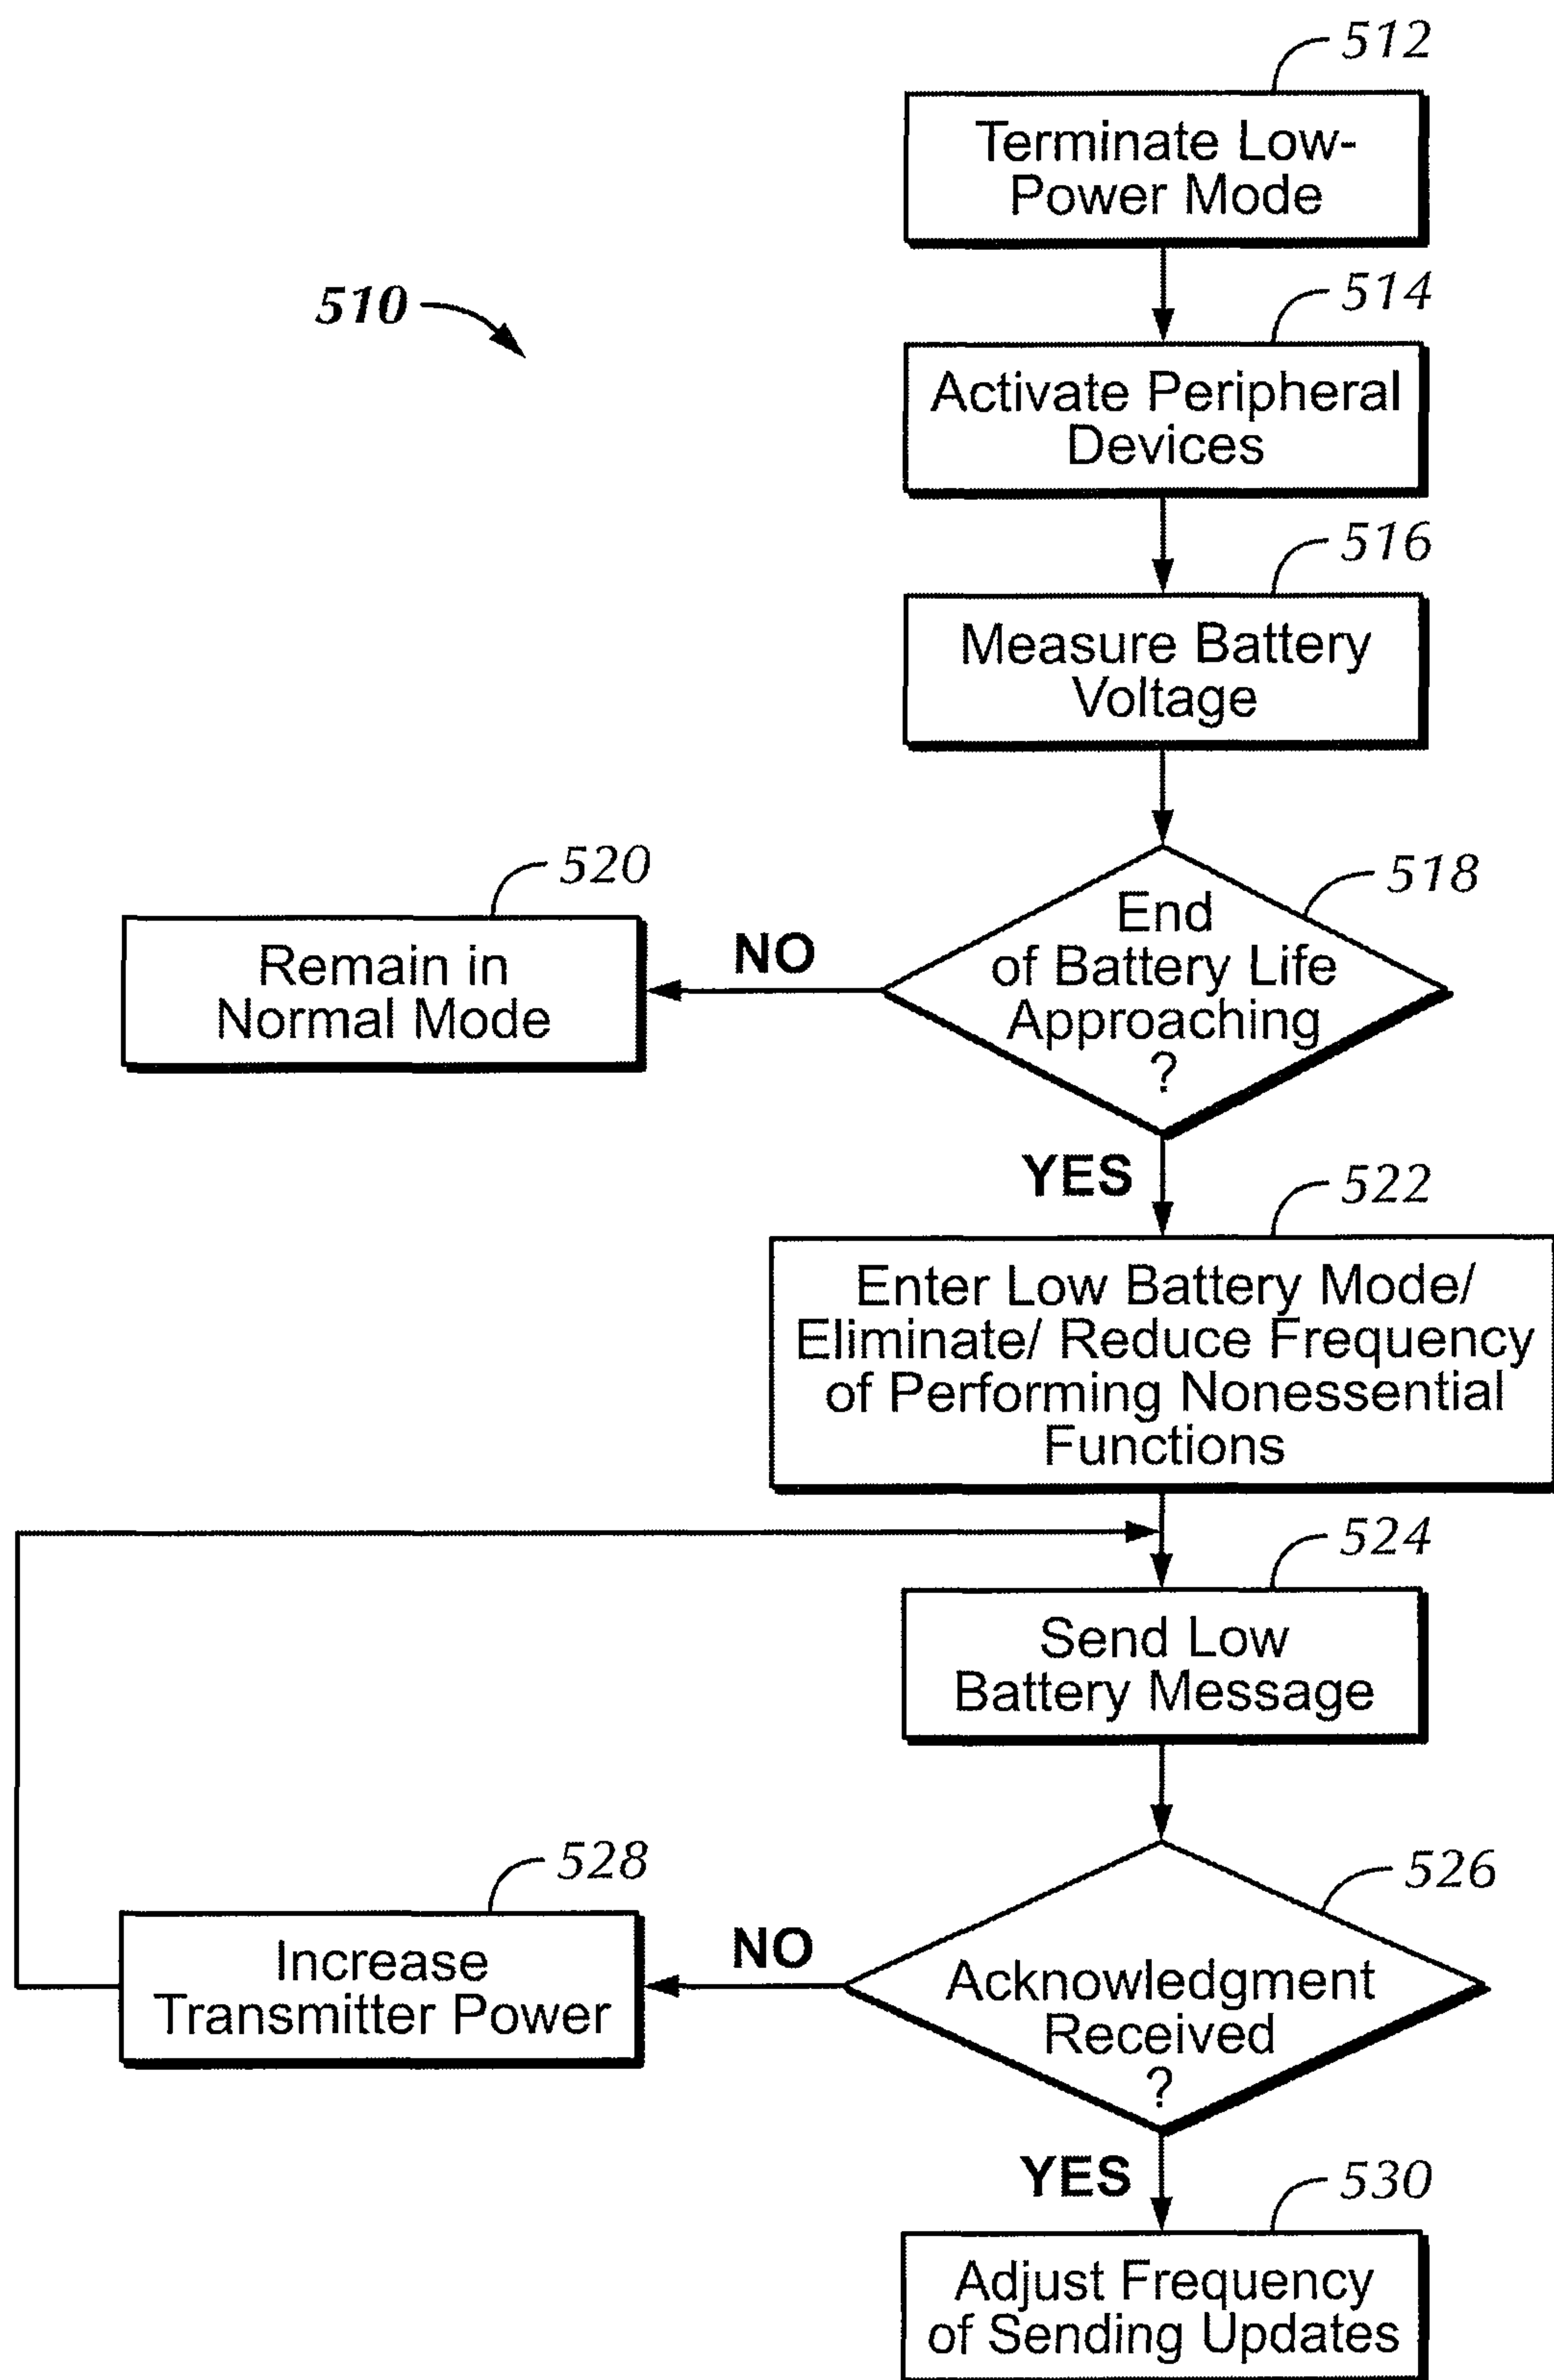 512
Terminate Low-
Power Mode
510
514
Activate Peripheral
Devices
516
Measure Battery
Voltage
520
518
Remain in
Normal Mode
NO
End
of Battery Life
Approaching
?
YES
522
Enter Low Battery Mode/
Eliminate/ Reduce Frequency
of Performing Nonessential
Functions
524
Send Low
Battery Message
528
526
Increase
Transmitter Power
NO
Acknowledgment
Received
?
YES
530
Adjust Frequency
of Sending Updates